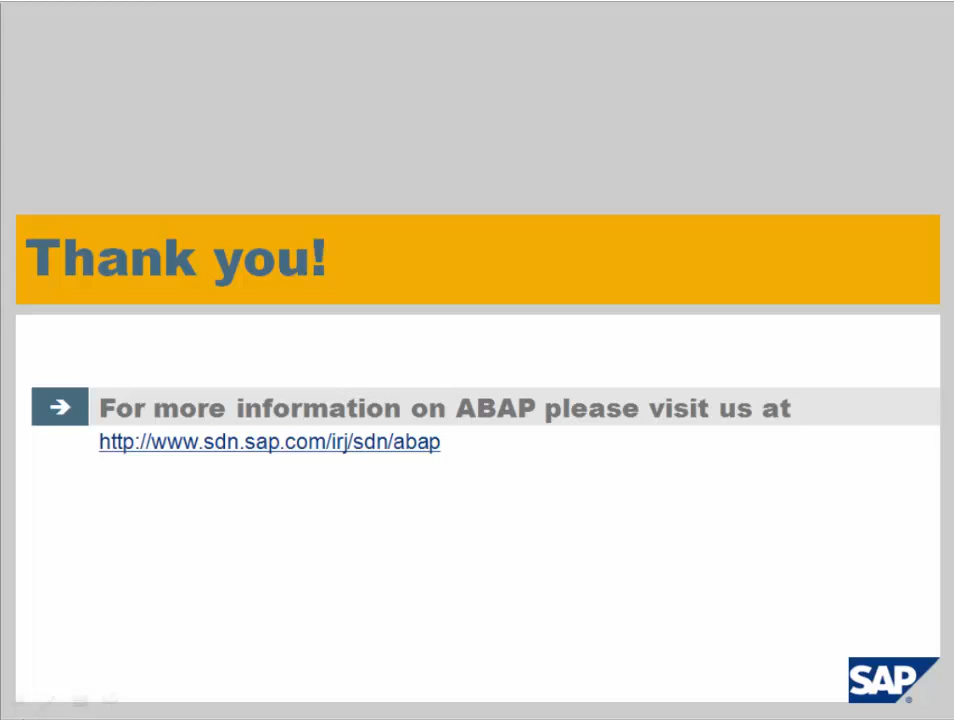 Thank you!
➔ For more information on ABAP please visit us at
http://www.sdn.sap.com/irj/sdn/abap
SAP ®